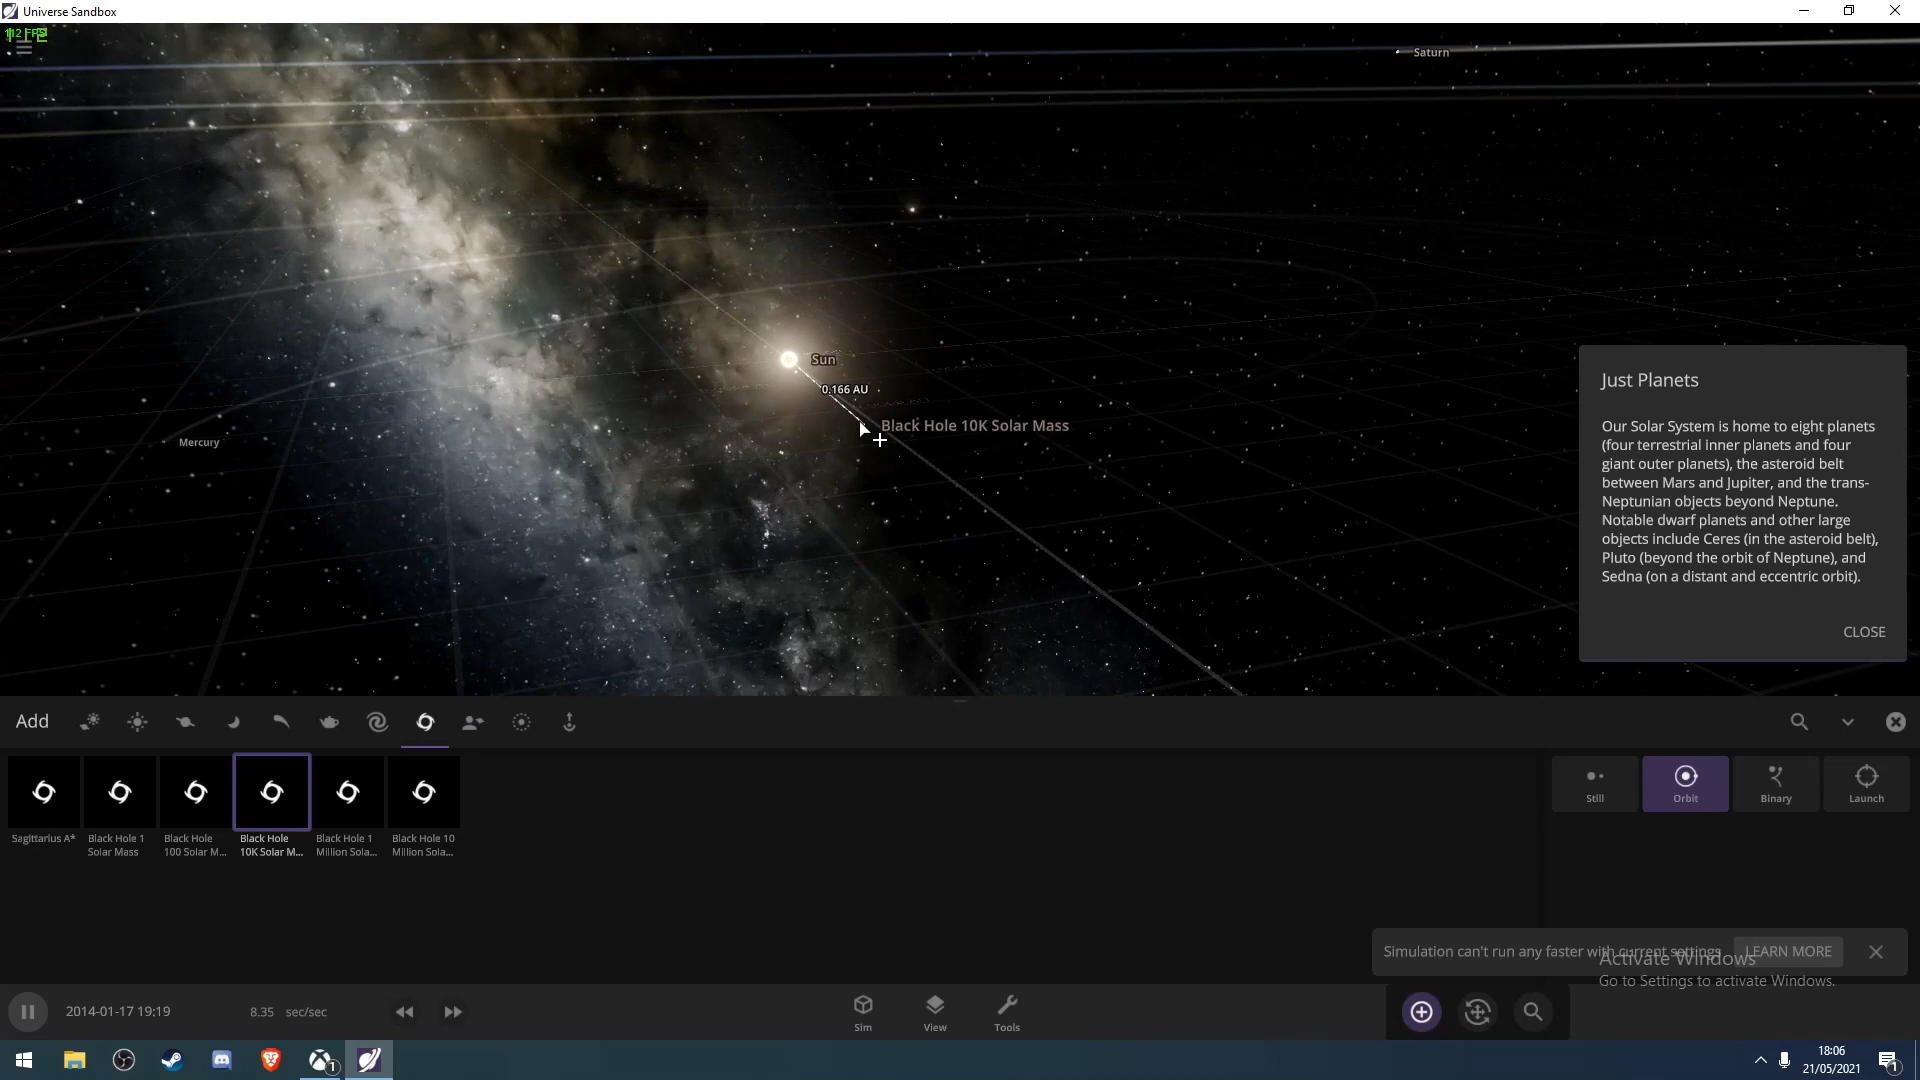 Universe Sandbox
Saturn
Sun
0.166 AU
Black Hole 10K Solar Mass
Mercury
Just Planets
Our Solar System is home to eight planets
(four terrestrial inner planets and four
giant outer planets), the asteroid belt
between Mars and Jupiter, and the trans-
Neptunian objects beyond Neptune.
Notable dwarf planets and other large
objects include Ceres (in the asteroid belt),
Pluto (beyond the orbit of Neptune), and
Sedna (on a distant and eccentric orbit).
CLOSE
Add
Sagittarius A*
Black Hole 1
Solar Mass
Black Hole
100 Solar M...
Black Hole
10K Solar M...
Black Hole 1
Million Sola...
Black Hole 10
Million Sola...
Still
Orbit
Binary
Launch
Simulation can't run any faster with current settings
LEARN MORE
Activate Windows
Go to Settings to activate Windows.
2014-01-17 19:19
8.35 sec/sec
Sim
View
Tools
1
18:06
21/05/2021
1